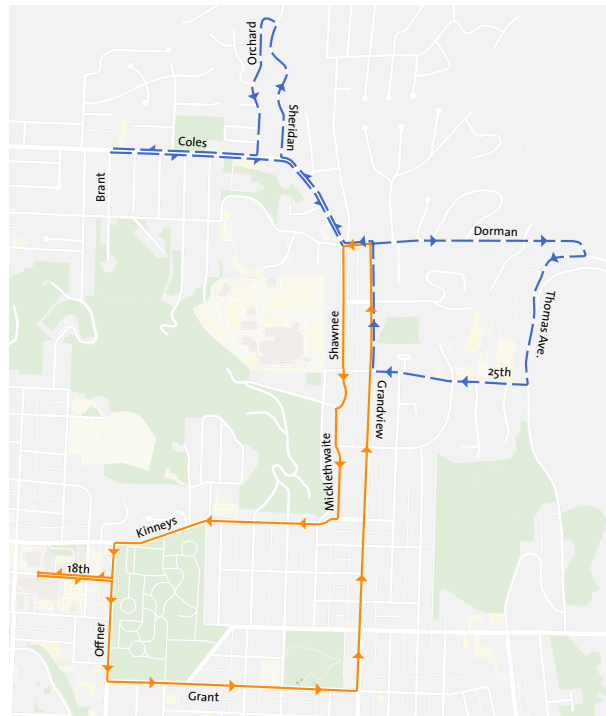 Orchard
Sheridan
Coles
Brant
Dorman
Thomas Ave.
Shawnee
25th
Grandview
Micklethwaite
Kinneys
18th
Offner
Grant